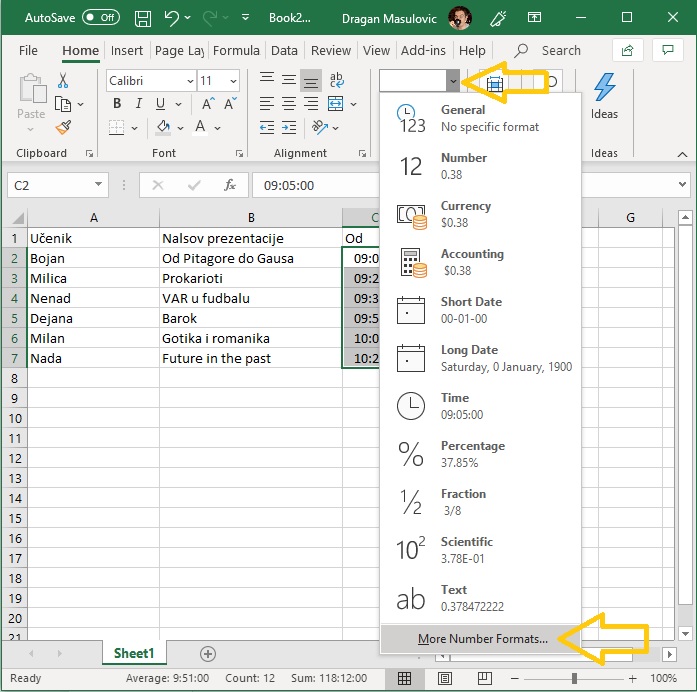 AutoSave Off Book2... Dragan Masulovic
File Home Insert Page Lay Formula Data Review View Add-ins Help Search
Paste
Calibri 11
B I U
Clipboard Font Alignment
Ideas
Ideas
C2 fx 09:05:00
A B C G
1 Učenik Nalsov prezentacije Od
2 Bojan Od Pitagore do Gausa 09:0
3 Milica Prokarioti 09:2
4 Nenad VAR u fudbalu 09:3
5 Dejana Barok 09:5
6 Milan Gotika i romanika 10:0
7 Nada Future in the past 10:2
8
9
10
11
12
13
14
15
16
17
18
19
20
21
General
123 No specific format
12 Number
0.38
Currency
$0.38
Accounting
$0.38
Short Date
00-01-00
Long Date
Saturday, 0 January, 1900
Time
09:05:00
% Percentage
37.85%
1/2 Fraction
3/8
10² Scientific
3.78E-01
ab Text
0.378472222
More Number Formats...
Sheet1
Ready Average: 9:51:00 Count: 12 Sum: 118:12:00 100%